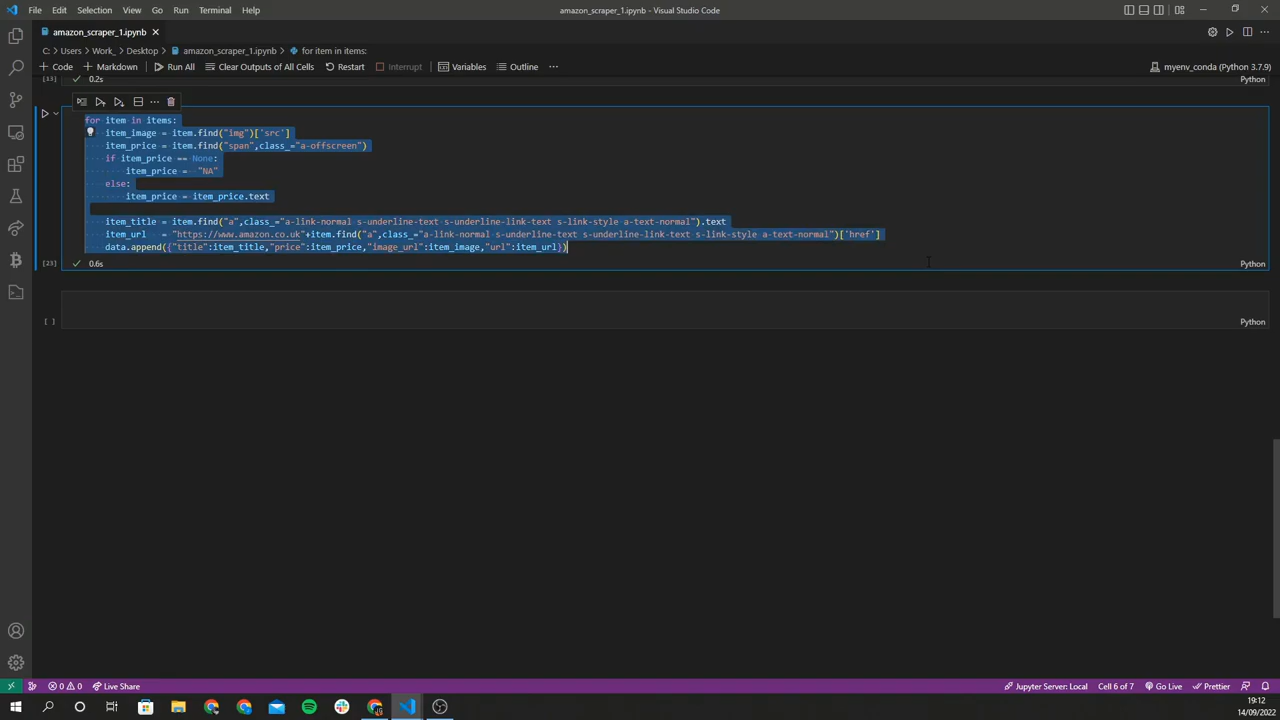 File Edit Selection View Go Run Terminal Help
amazon_scraper_1.ipynb - Visual Studio Code
amazon_scraper_1.ipynb
C: > Users > Work_ > Desktop > amazon_scraper_1.ipynb > for item in items:
+ Code + Markdown Run All Clear Outputs of All Cells Restart Interrupt Variables Outline ...
myenv_conda (Python 3.7.9)
[13] 0.2s Python
for item in items:
item_image = item.find("img")['src']
item_price = item.find("span",class_="a-offscreen")
if item_price == None:
item_price = "NA"
else:
item_price = item_price.text
item_title = item.find("a",class_="a-link-normal s-underline-text s-underline-link-text s-link-style a-text-normal").text
item_url = "https://www.amazon.co.uk"+item.find("a",class_="a-link-normal s-underline-text s-underline-link-text s-link-style a-text-normal")['href']
data.append({"title":item_title,"price":item_price,"image_url":item_image,"url":item_url})
[23] 0.6s Python
[ ] Python
0 0 Live Share
Jupyter Server: Local Cell 6 of 7 Go Live Prettier
19:12
14/09/2022